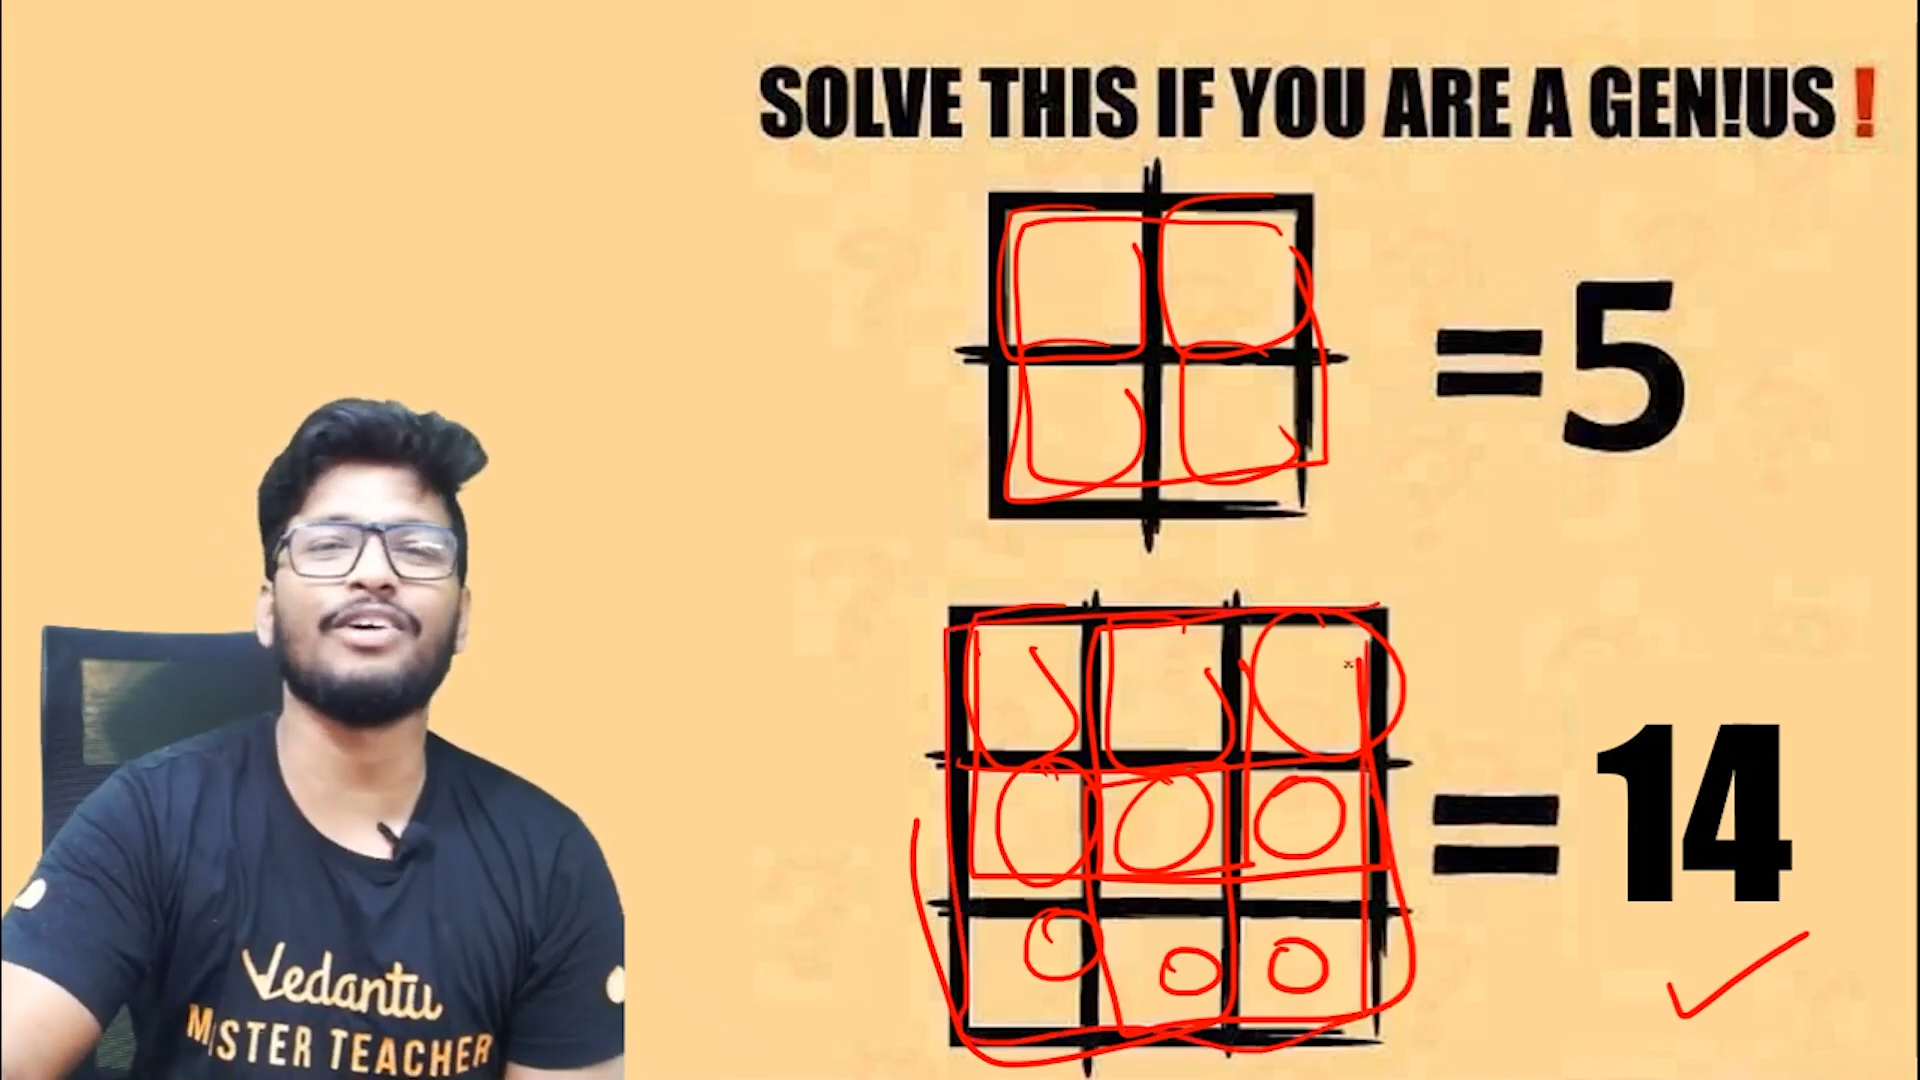 SOLVE THIS IF YOU ARE A GEN!US!
=5
=14
Vedantu
MASTER TEACHER